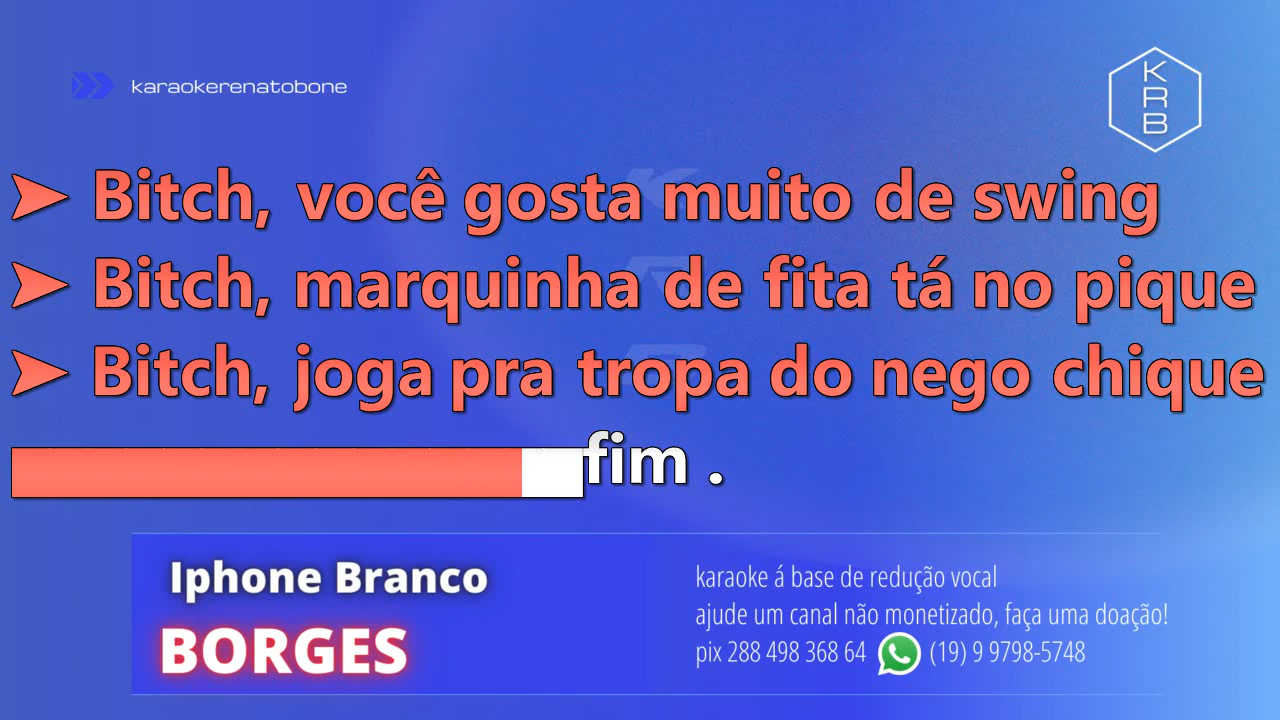 karaokerenatobone
K
R
B
➤ Bitch, você gosta muito de swing
➤ Bitch, marquinha de fita tá no pique
➤ Bitch, joga pra tropa do nego chique
fim .
Iphone Branco
BORGES
karaoke á base de redução vocal
ajude um canal não monetizado, faça uma doação!
pix 288 498 368 64 (19) 9 9798-5748